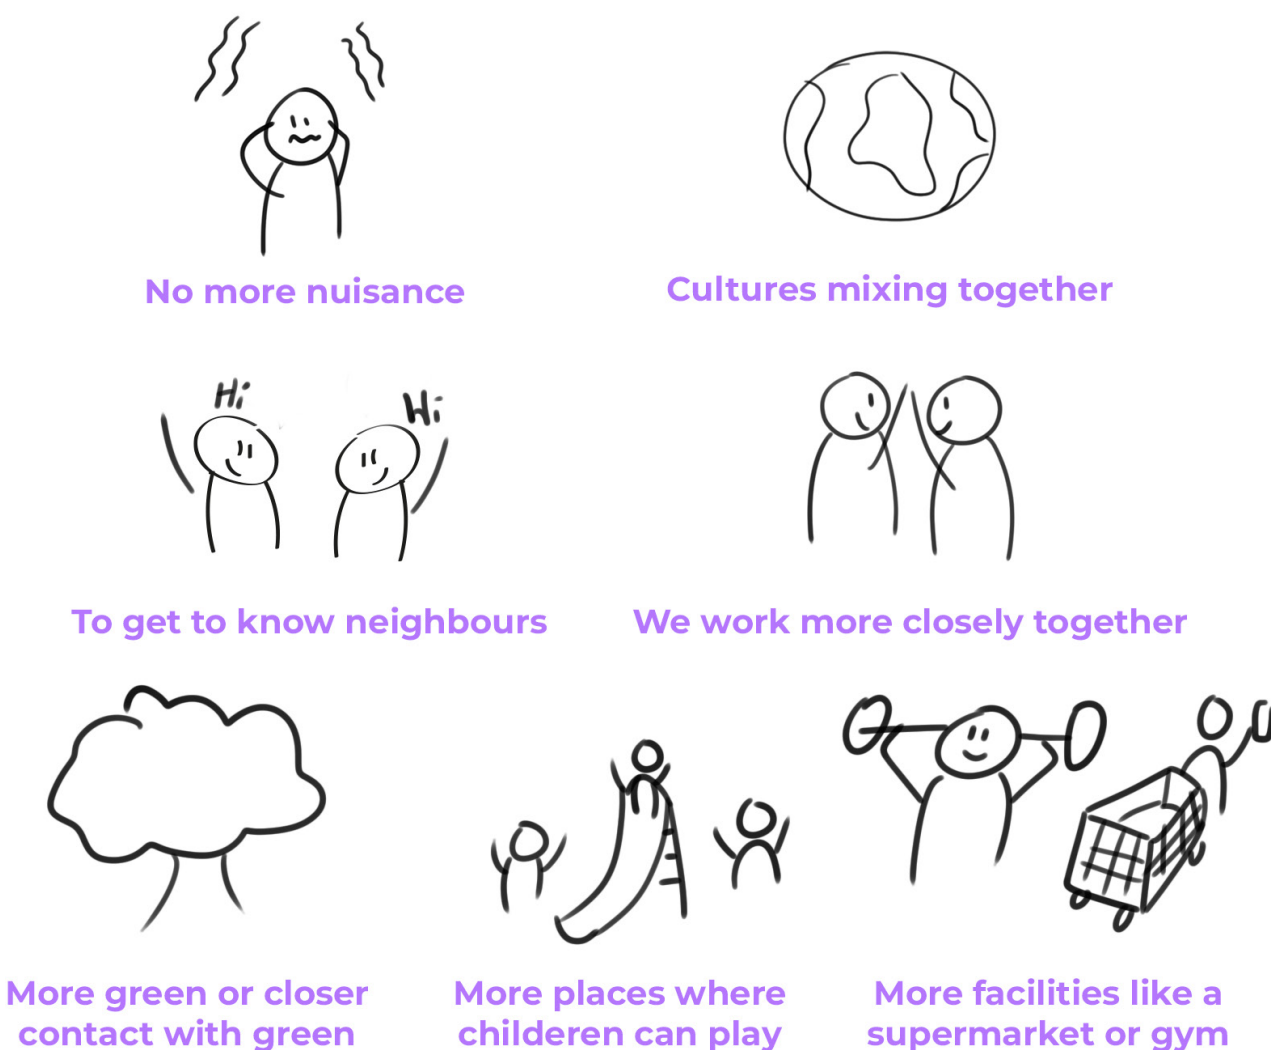 No more nuisance
Cultures mixing together
Hi
Hi
To get to know neighbours
We work more closely together
More green or closer
contact with green
More places where
childeren can play
More facilities like a
supermarket or gym